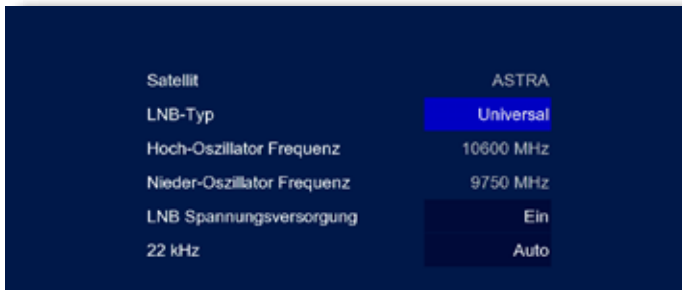 Satellit ASTRA
LNB-Typ Universal
Hoch-Oszillator Frequenz 10600 MHz
Nieder-Oszillator Frequenz 9750 MHz
LNB Spannungsversorgung Ein
22 kHz Auto